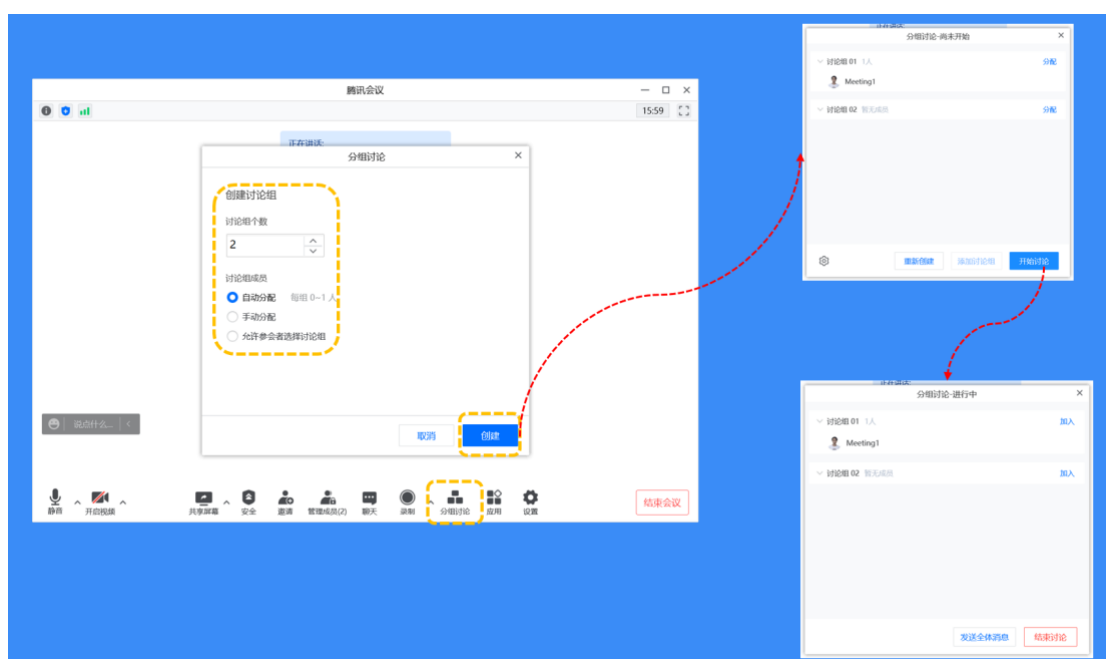 腾讯会议
15:59
正在讲话:
分组讨论
创建讨论组
讨论组个数
2
讨论组成员
自动分配 每组 0~1 人
手动分配
允许参会者选择讨论组
取消 创建
说点什么...
静音 开启视频 共享屏幕 安全 邀请 管理成员(2) 聊天 录制 分组讨论 应用 设置 结束会议
正在讲话:
分组讨论-尚未开始
讨论组 01 1人 分配
Meeting1
讨论组 02 暂无成员 分配
重新创建 添加讨论组 开始讨论
正在讲话:
分组讨论-进行中
讨论组 01 1人 加入
Meeting1
讨论组 02 暂无成员 加入
发送全体消息 结束讨论